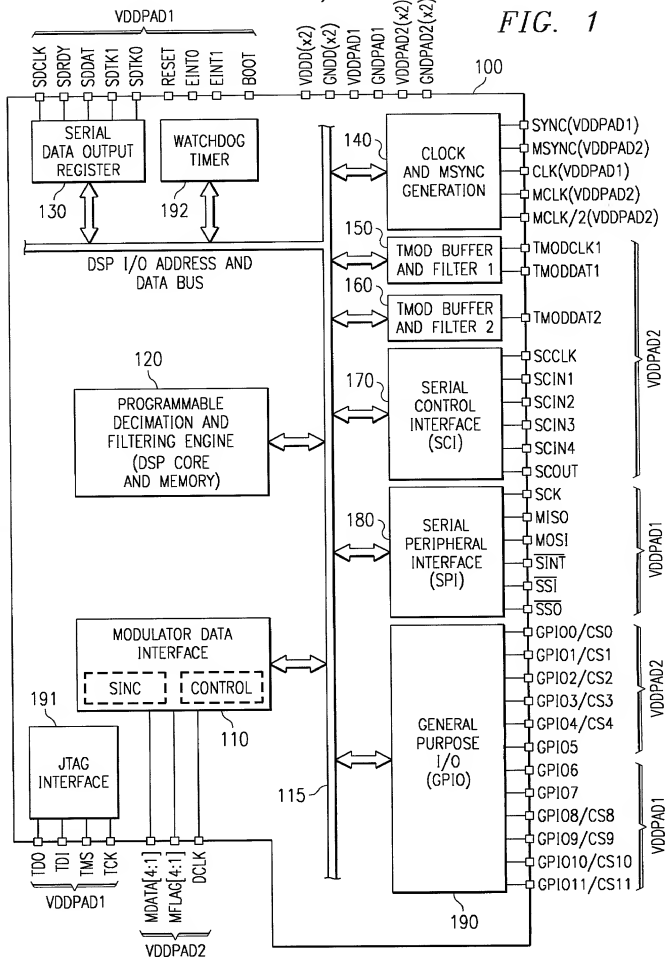 FIG. 1
VDDPAD1
SDCLK
SDRDY
SDDAT
SDTK1
SDTK0
RESET
EINT0
EINT1
BOOT
VDDD(x2)
GNDD(x2)
VDDPAD1
GNDPAD1
VDDPAD2(x2)
GNDPAD2(x2)
100
SERIAL
DATA OUTPUT
REGISTER
130
WATCHDOG
TIMER
192
140
CLOCK
AND MSYNC
GENERATION
SYNC(VDDPAD1)
MSYNC(VDDPAD2)
CLK(VDDPAD1)
MCLK(VDDPAD2)
MCLK/2(VDDPAD2)
DSP I/O ADDRESS AND
DATA BUS
150
TMOD BUFFER
AND FILTER 1
TMODCLK1
TMODDAT1
160
TMOD BUFFER
AND FILTER 2
TMODDAT2
VDDPAD2
120
PROGRAMMABLE
DECIMATION AND
FILTERING ENGINE
(DSP CORE
AND MEMORY)
170
SERIAL
CONTROL
INTERFACE
(SCI)
SCCLK
SCIN1
SCIN2
SCIN3
SCIN4
SCOUT
180
SERIAL
PERIPHERAL
INTERFACE
(SPI)
SCK
MISO
MOSI
SINT
SSI
SSO
VDDPAD1
MODULATOR DATA
INTERFACE
SINC
CONTROL
110
GENERAL
PURPOSE
I/O
(GPIO)
190
GPIO0/CS0
GPIO1/CS1
GPIO2/CS2
GPIO3/CS3
GPIO4/CS4
GPIO5
VDDPAD2
GPIO6
GPIO7
GPIO8/CS8
GPIO9/CS9
GPIO10/CS10
GPIO11/CS11
VDDPAD1
191
JTAG
INTERFACE
115
TDO
TDI
TMS
TCK
VDDPAD1
MDATA[4:1]
MFLAG[4:1]
DCLK
VDDPAD2